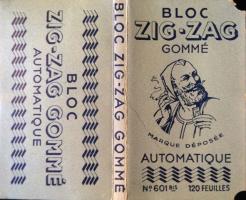 BLOC
ZIG-ZAG GOMMÉ
AUTOMATIQUE
BLOC ZIG-ZAG GOMMÉ
BLOC
ZIG-ZAG
GOMMÉ
MARQUE DÉPOSÉE
AUTOMATIQUE
Nº 601 BIS 120 FEUILLES